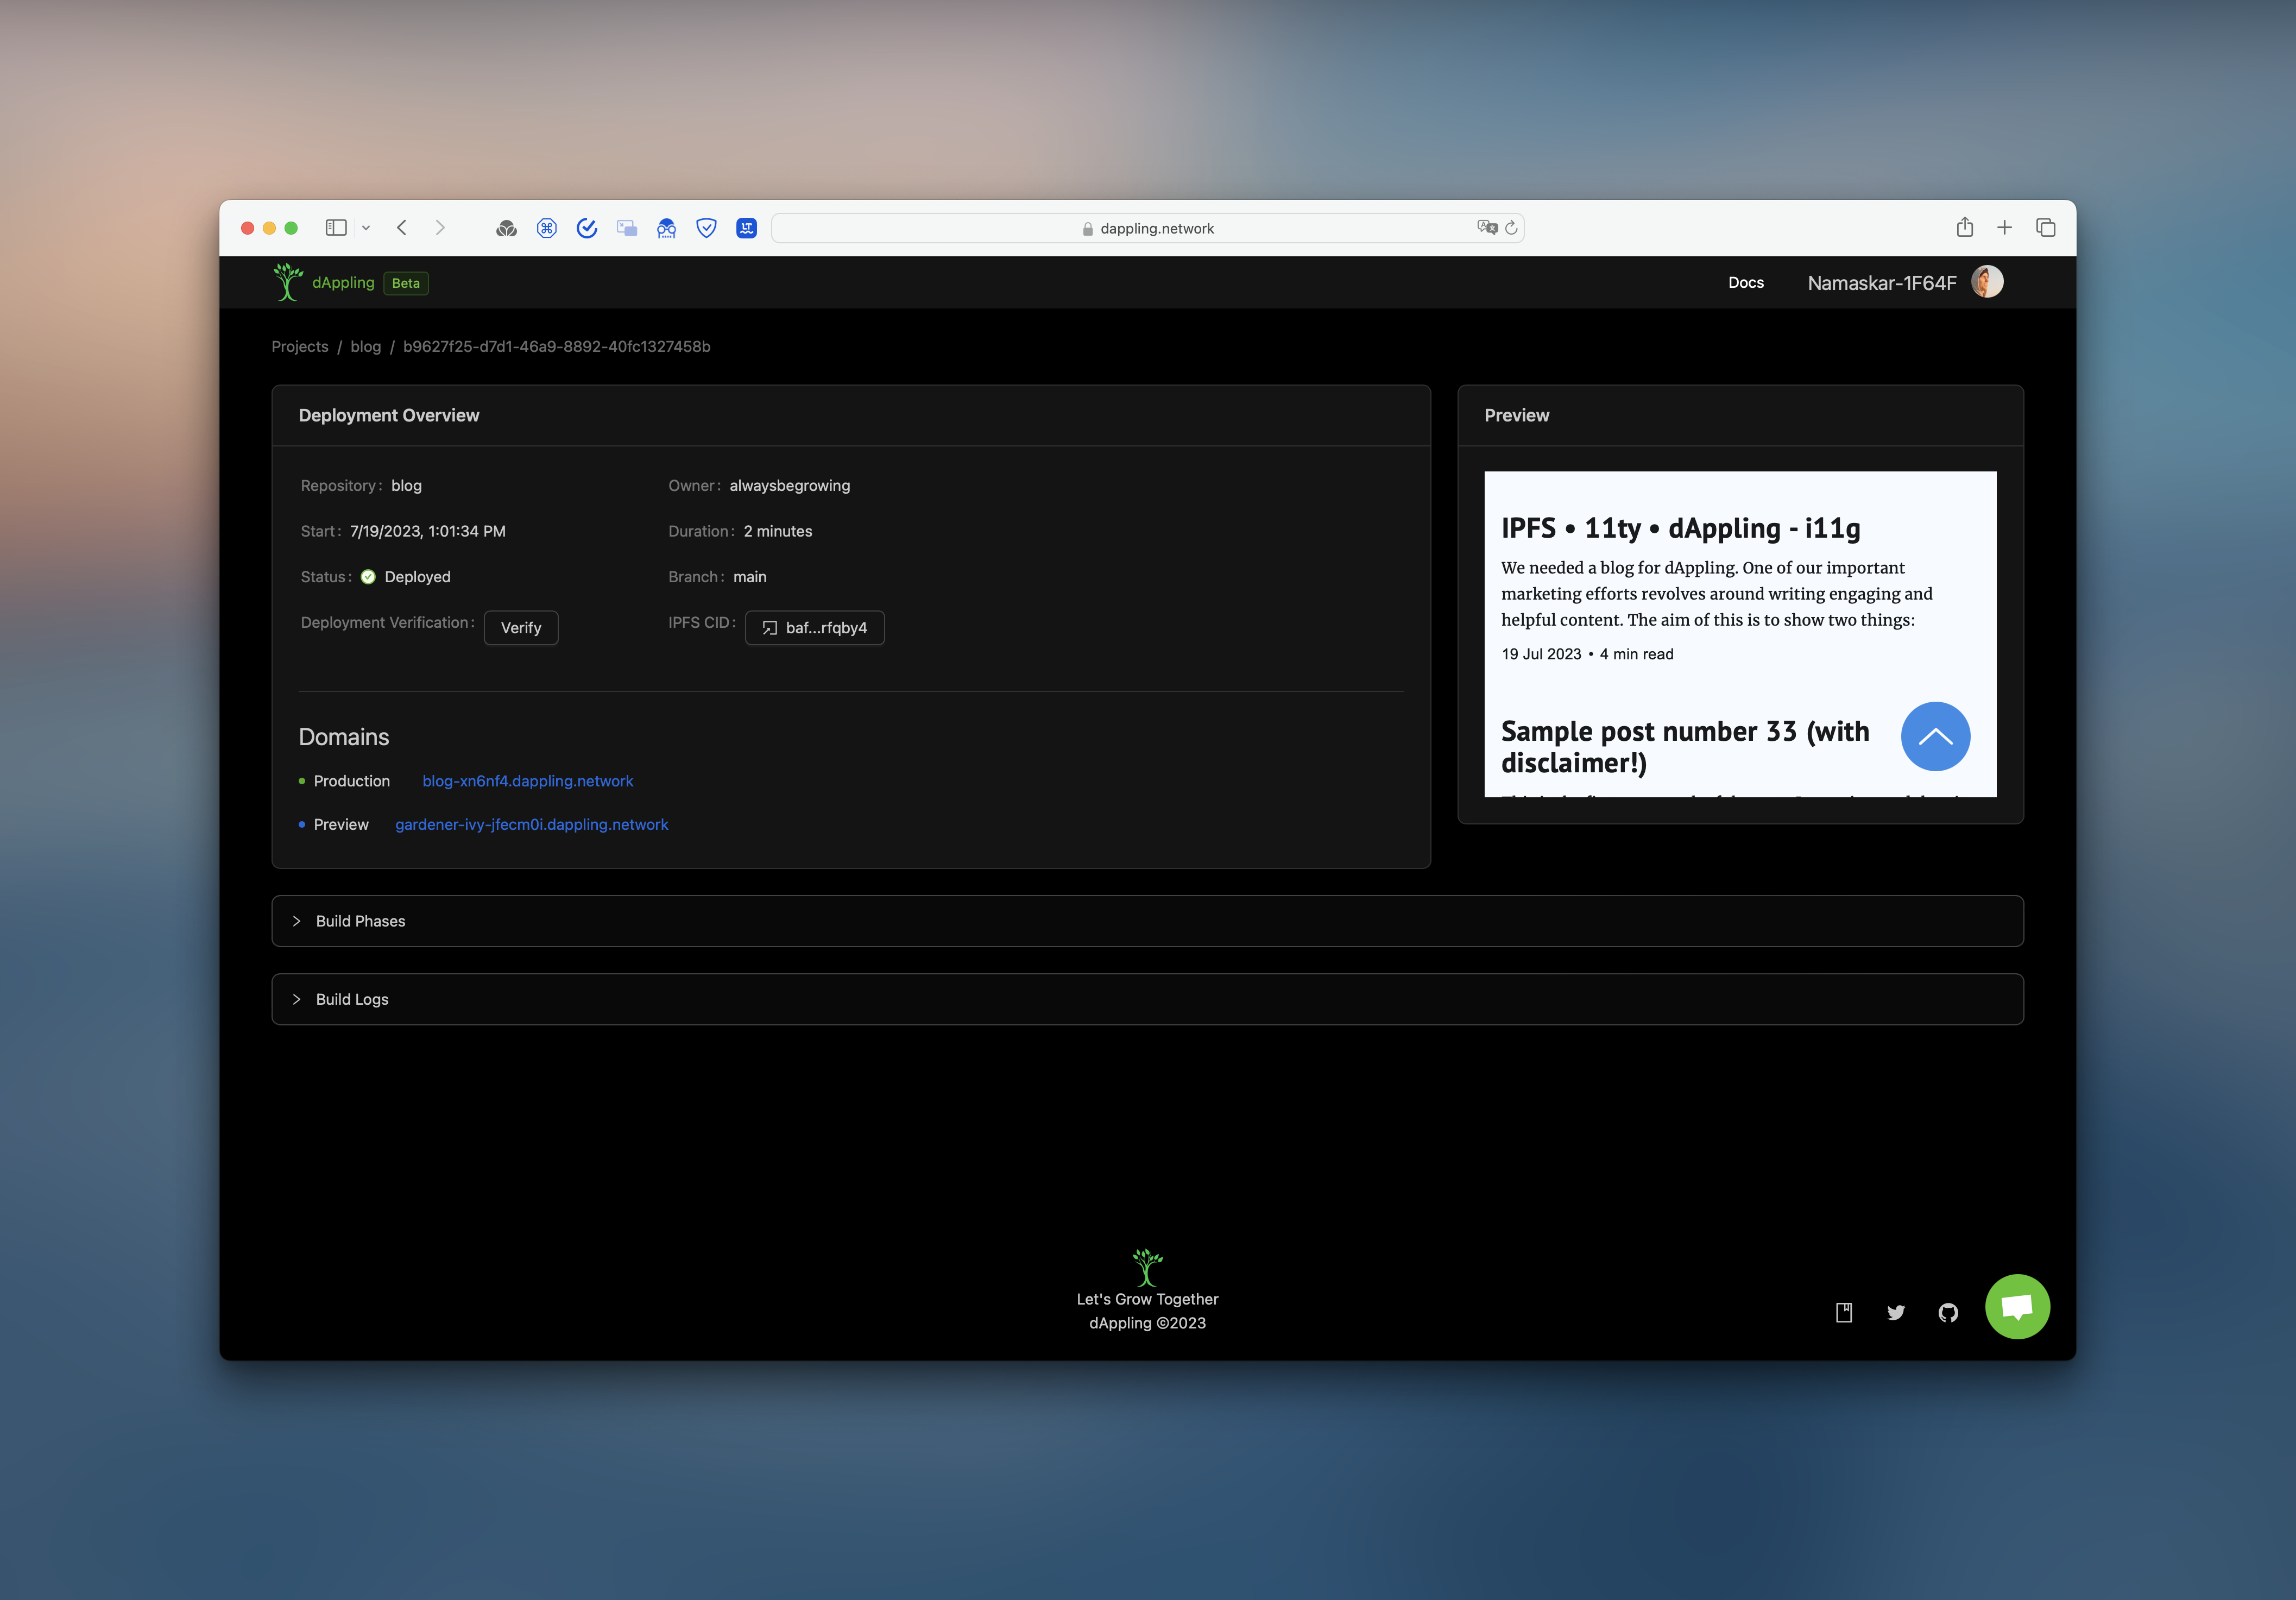 dappling.network
dAppling Beta
Docs
Namaskar-1F64F
Projects / blog / b9627f25-d7d1-46a9-8892-40fc1327458b
Deployment Overview
Repository: blog
Owner: alwaysbegrowing
Start: 7/19/2023, 1:01:34 PM
Duration: 2 minutes
Status: Deployed
Branch: main
Deployment Verification: Verify
IPFS CID: baf...rfqby4
Domains
Production blog-xn6nf4.dappling.network
Preview gardener-ivy-jfecm0i.dappling.network
Preview
IPFS • 11ty • dAppling - i11g
We needed a blog for dAppling. One of our important
marketing efforts revolves around writing engaging and
helpful content. The aim of this is to show two things:
19 Jul 2023 • 4 min read
Sample post number 33 (with
disclaimer!)
Build Phases
Build Logs
Let's Grow Together
dAppling ©2023